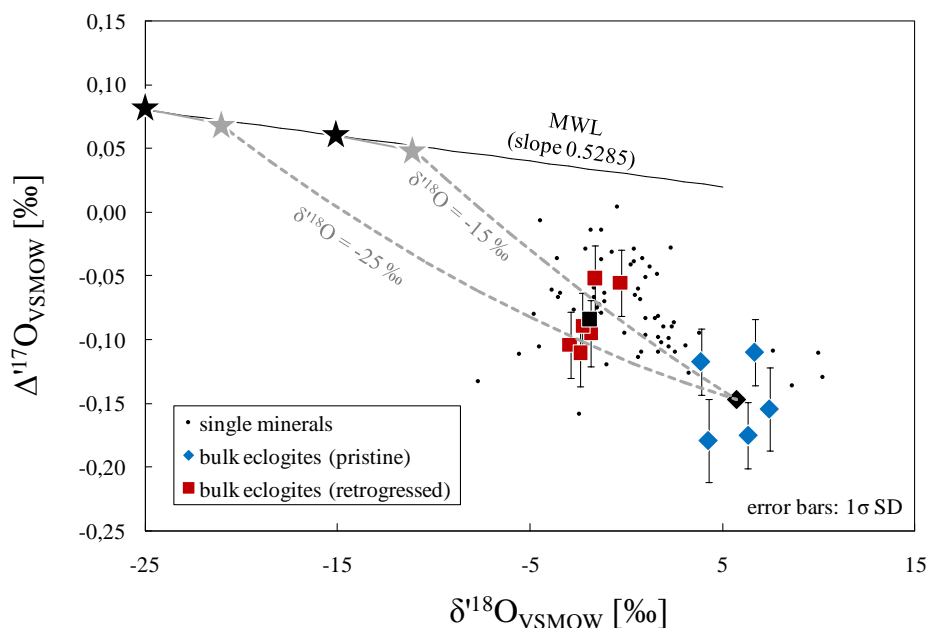 0,15
0,10
0,05
0,00
-0,05
-0,10
-0,15
-0,20
-0,25
-25
-15
-5
5
15
Δ'¹⁷O_VSMOW [‰]
δ'¹⁸O_VSMOW [‰]
MWL
(slope 0.5285)
δ'¹⁸O = -15 ‰
δ'¹⁸O = -25 ‰
single minerals
bulk eclogites (pristine)
bulk eclogites (retrogressed)
error bars: 1σ SD